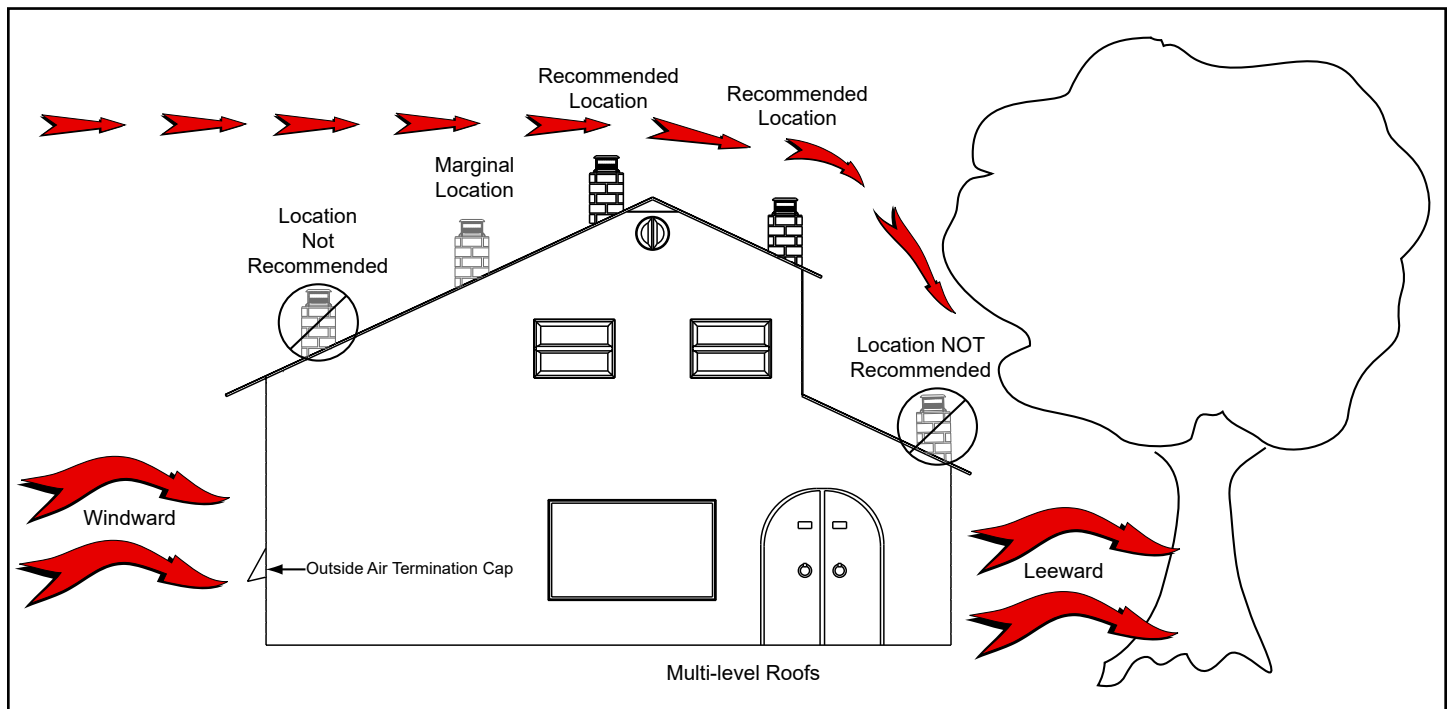 Recommended
Location
Recommended
Location
Marginal
Location
Location
Not
Recommended
Location NOT
Recommended
Windward
Outside Air Termination Cap
Leeward
Multi-level Roofs